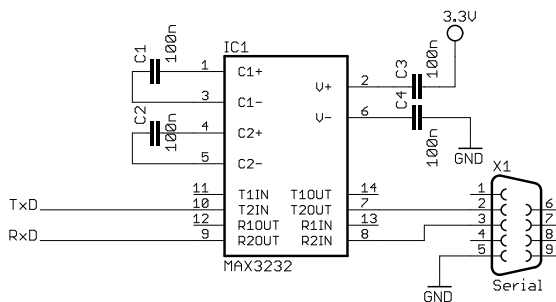 3.3V
IC1
C1
100n
1
C1+
3
C1-
C2
100n
4
C2+
5
C2-
2
V+
C3
100n
6
V-
C4
100n
GND
X1
11
T1IN
T1OUT
14
TxD
10
T2IN
T2OUT
7
12
R1OUT
R1IN
13
RxD
9
R2OUT
R2IN
8
MAX3232
1
2
3
4
5
6
7
8
9
GND
Serial